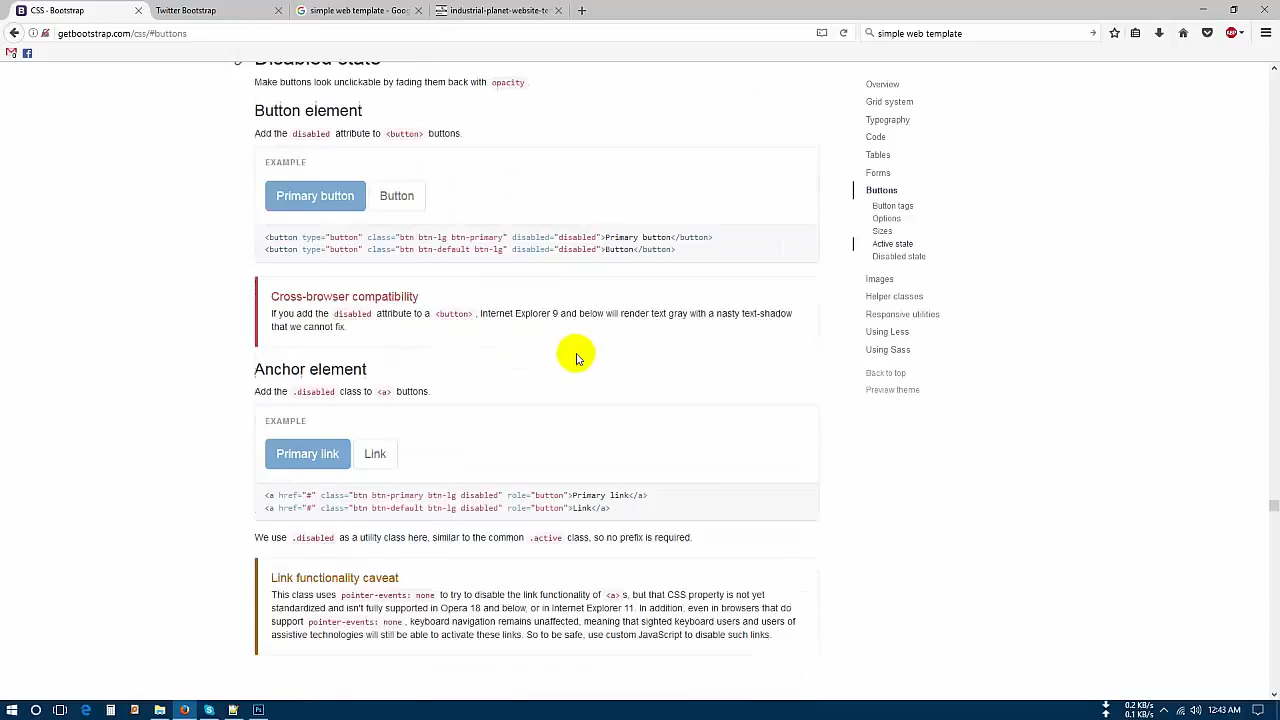 CSS · Bootstrap
Twitter Bootstrap
simple web template - Goog
industrial-planet-website-te
getbootstrap.com/css/#buttons
simple web template
ABP
Disabled state
Make buttons look unclickable by fading them back with opacity.
Button element
Add the disabled attribute to <button> buttons.
EXAMPLE
Primary button
Button
<button type="button" class="btn btn-lg btn-primary" disabled="disabled">Primary button</button>
<button type="button" class="btn btn-default btn-lg" disabled="disabled">Button</button>
Cross-browser compatibility
If you add the disabled attribute to a <button>, Internet Explorer 9 and below will render text gray with a nasty text-shadow
that we cannot fix.
Anchor element
Add the .disabled class to <a> buttons.
EXAMPLE
Primary link
Link
<a href="#" class="btn btn-primary btn-lg disabled" role="button">Primary link</a>
<a href="#" class="btn btn-default btn-lg disabled" role="button">Link</a>
We use .disabled as a utility class here, similar to the common .active class, so no prefix is required.
Link functionality caveat
This class uses pointer-events: none to try to disable the link functionality of <a>s, but that CSS property is not yet
standardized and isn't fully supported in Opera 18 and below, or in Internet Explorer 11. In addition, even in browsers that do
support pointer-events: none, keyboard navigation remains unaffected, meaning that sighted keyboard users and users of
assistive technologies will still be able to activate these links. So to be safe, use custom JavaScript to disable such links.
Overview
Grid system
Typography
Code
Tables
Forms
Buttons
Button tags
Options
Sizes
Active state
Disabled state
Images
Helper classes
Responsive utilities
Using Less
Using Sass
Back to top
Preview theme
0.2 KB/s
0.1 KB/s
12:43 AM